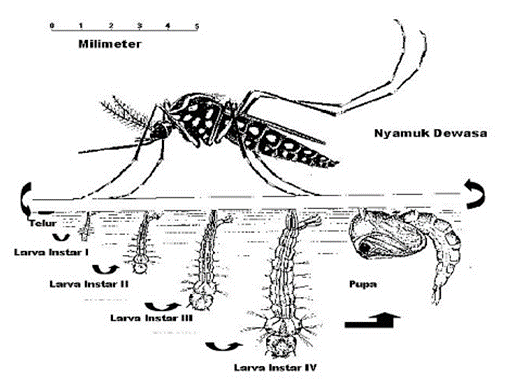 0 1 2 3 4 5
Milimeter
Nyamuk Dewasa
Telur
Larva Instar I
Larva Instar II
Larva Instar III
Larva Instar IV
Pupa